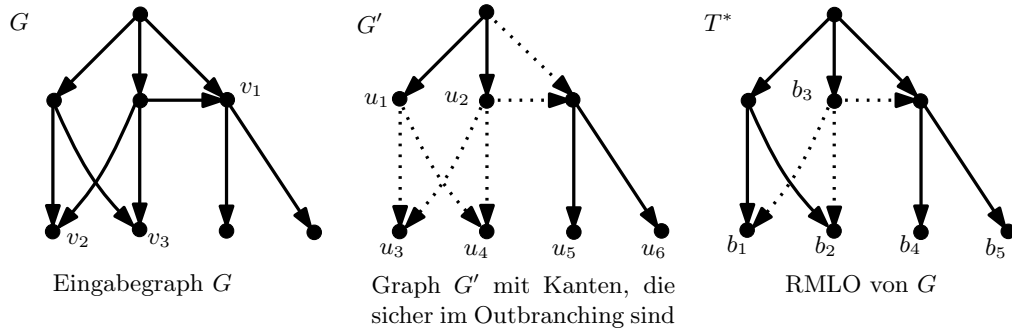 G
G′
T*
v₁
u₁
u₂
b₃
v₂
v₃
u₃
u₄
u₅
u₆
b₁
b₂
b₄
b₅
Eingabegraph G
Graph G′ mit Kanten, die
sicher im Outbranching sind
RMLO von G